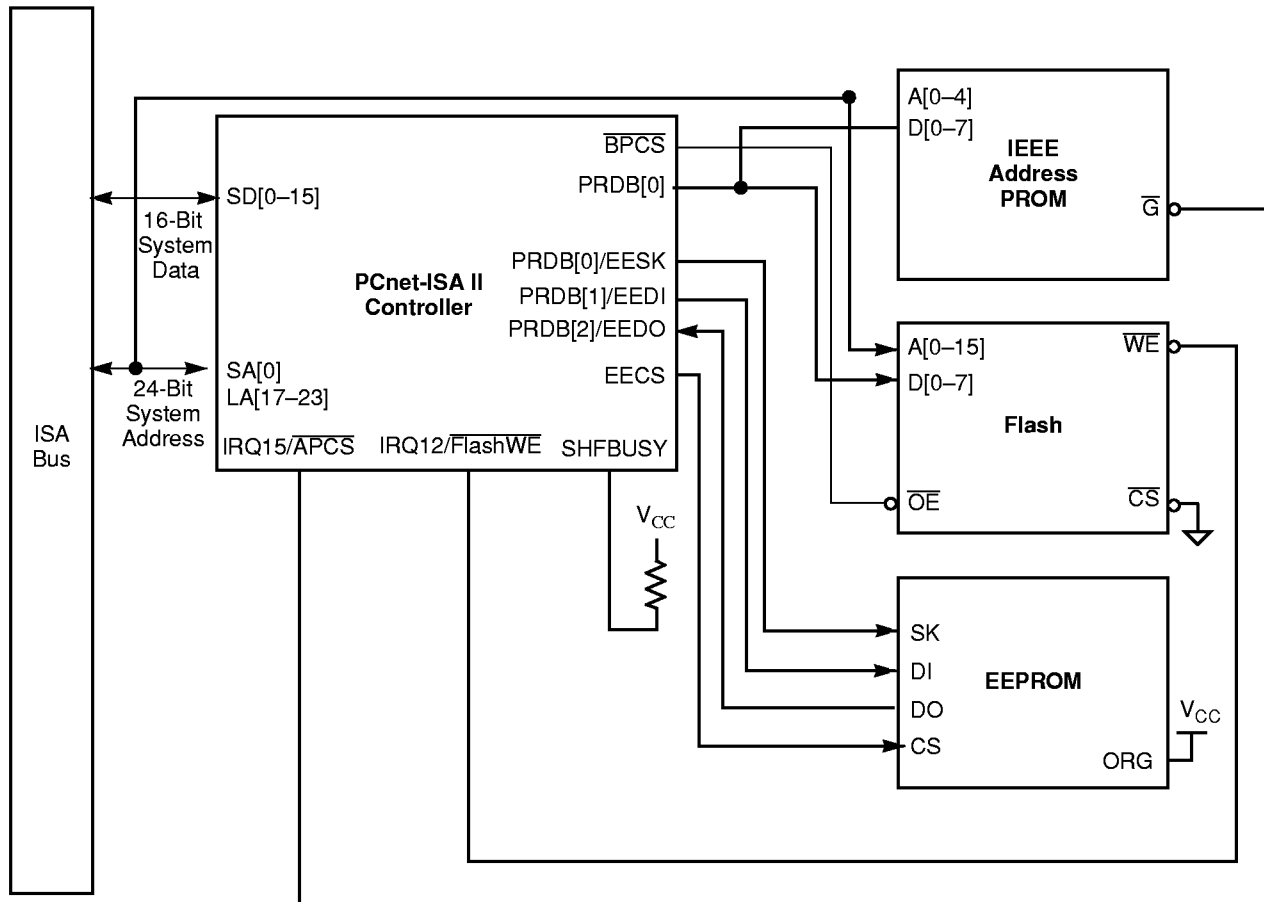 ISA
Bus
16-Bit
System
Data
24-Bit
System
Address
SD[0–15]
SA[0]
LA[17–23]
PCnet-ISA II
Controller
BPCS
PRDB[0]
PRDB[0]/EESK
PRDB[1]/EEDI
PRDB[2]/EEDO
EECS
IRQ15/APCS
IRQ12/FlashWE
SHFBUSY
VCC
A[0–4]
D[0–7]
IEEE
Address
PROM
G
A[0–15]
D[0–7]
WE
Flash
OE
CS
SK
DI
DO
CS
EEPROM
ORG
VCC